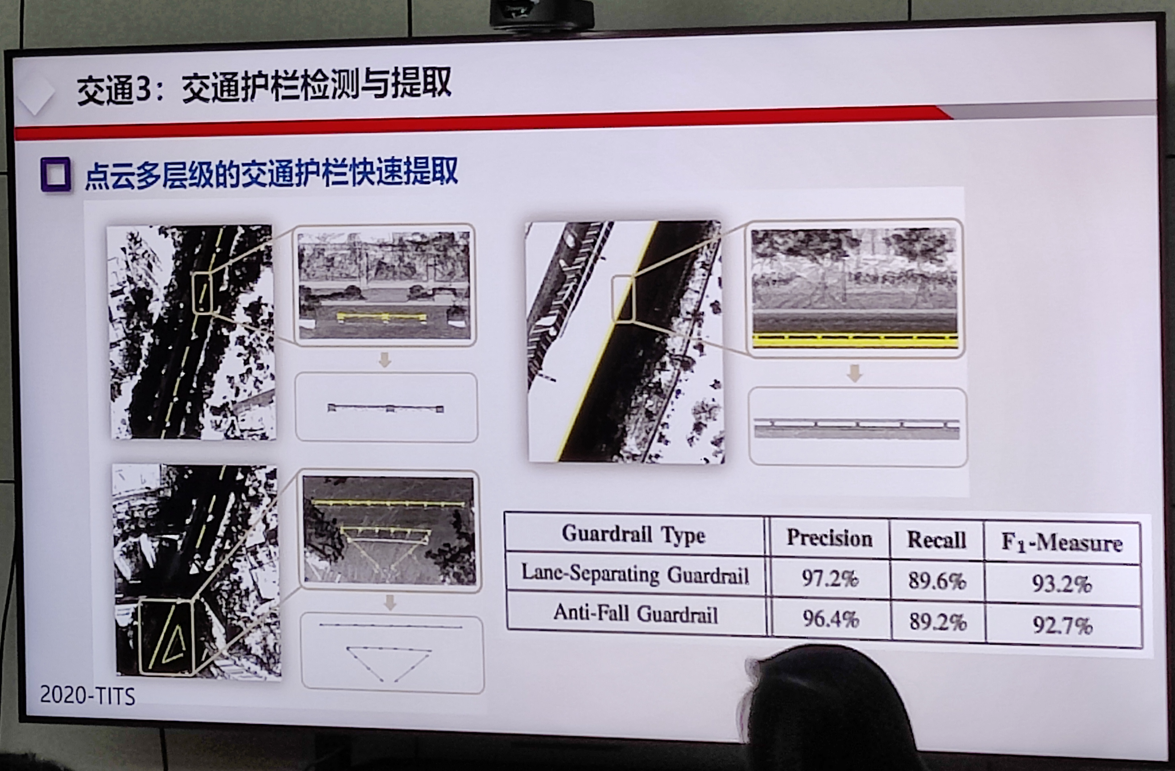 交通3：交通护栏检测与提取
点云多层级的交通护栏快速提取
Guardrail Type Precision Recall F1-Measure
Lane-Separating Guardrail 97.2% 89.6% 93.2%
Anti-Fall Guardrail 96.4% 89.2% 92.7%
2020-TITS